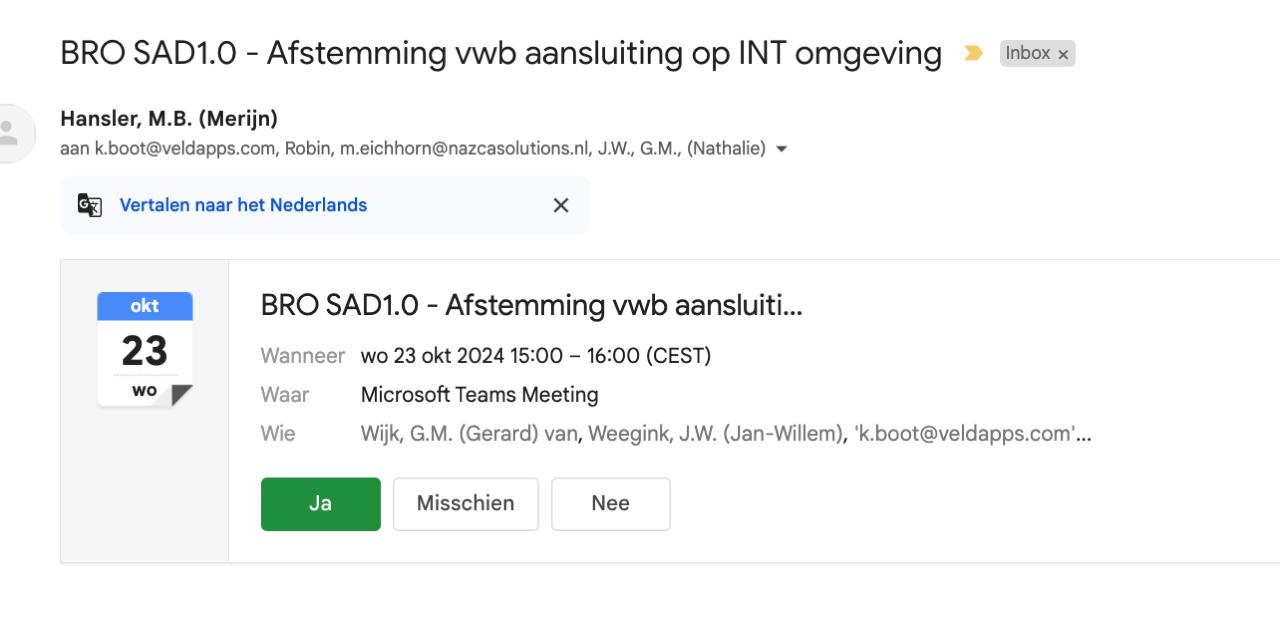 BRO SAD1.0 - Afstemming vwb aansluiting op INT omgeving Inbox ×
Hansler, M.B. (Merijn)
aan k.boot@veldapps.com, Robin, m.eichhorn@nazcasolutions.nl, J.W., G.M., (Nathalie)
Vertalen naar het Nederlands
okt
23
wo
BRO SAD1.0 - Afstemming vwb aansluiti...
Wanneer wo 23 okt 2024 15:00 – 16:00 (CEST)
Waar Microsoft Teams Meeting
Wie Wijk, G.M. (Gerard) van, Weegink, J.W. (Jan-Willem), 'k.boot@veldapps.com'...
Ja Misschien Nee